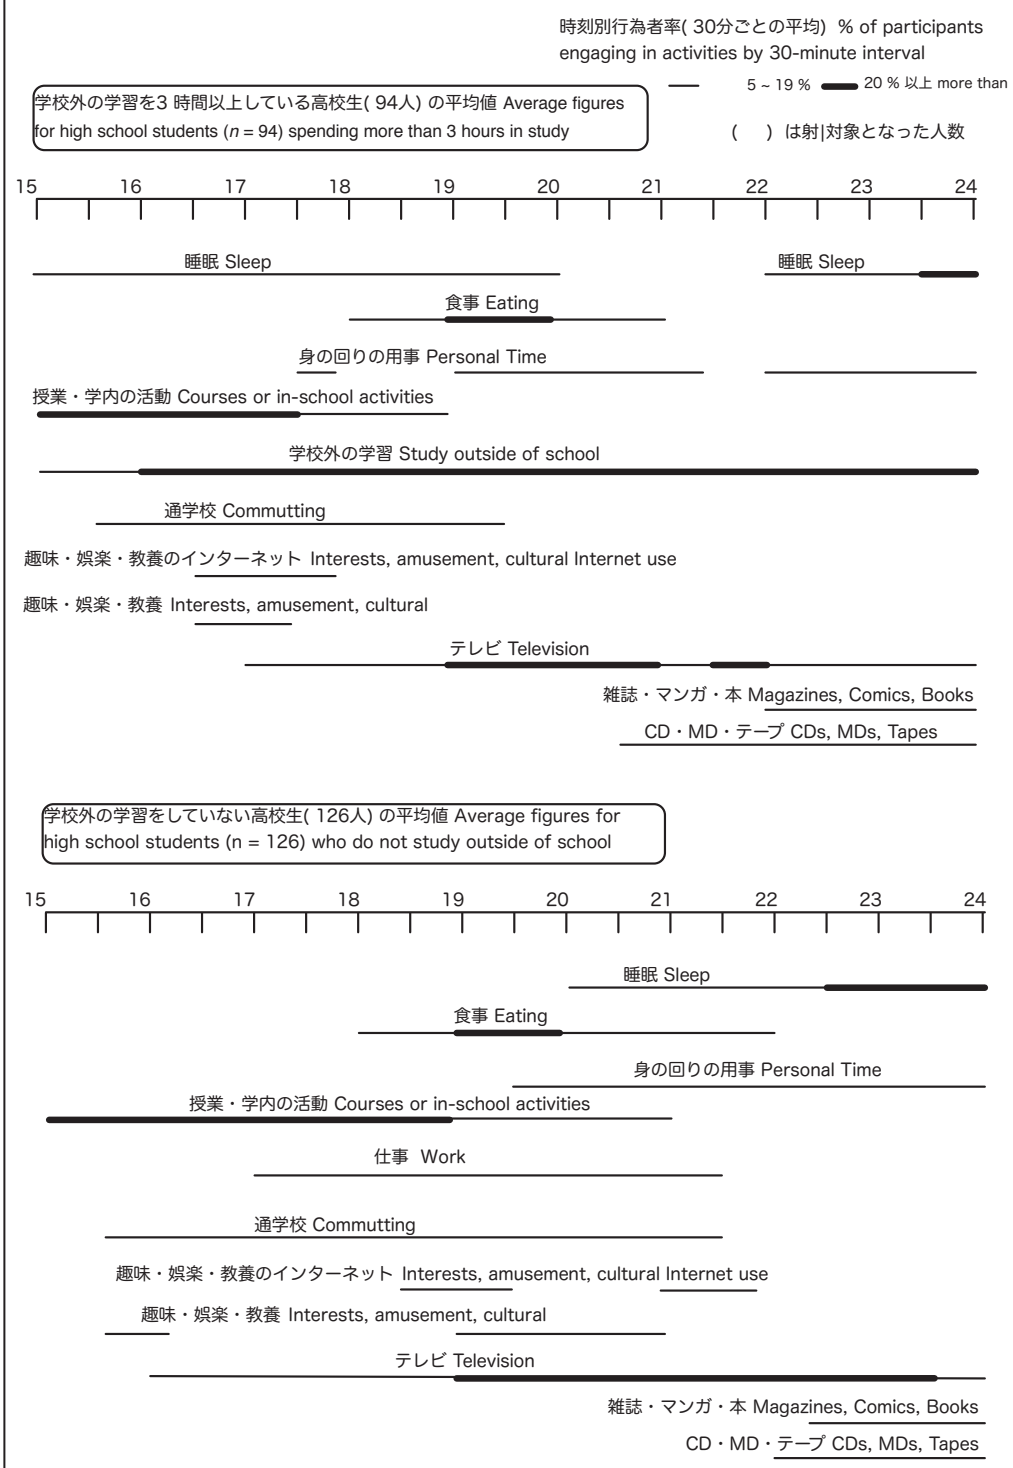 時刻別行為者率( 30分ごとの平均)  % of participants
engaging in activities by 30-minute interval
5 ~ 19 %
20 % 以上 more than
学校外の学習を3 時間以上している高校生( 94人) の平均値 Average figures
for high school students (n = 94) spending more than 3 hours in study
(    ) は射|対象となった人数
15 16 17 18 19 20 21 22 23 24
睡眠 Sleep
睡眠 Sleep
食事 Eating
身の回りの用事 Personal Time
授業・学内の活動 Courses or in-school activities
学校外の学習 Study outside of school
通学校 Commutting
趣味・娯楽・教養のインターネット Interests, amusement, cultural Internet use
趣味・娯楽・教養 Interests, amusement, cultural
テレビ Television
雑誌・マンガ・本 Magazines, Comics, Books
CD・MD・テープ CDs, MDs, Tapes
学校外の学習をしていない高校生( 126人) の平均値 Average figures for
high school students (n = 126) who do not study outside of school
15 16 17 18 19 20 21 22 23 24
睡眠 Sleep
食事 Eating
身の回りの用事 Personal Time
授業・学内の活動 Courses or in-school activities
仕事 Work
通学校 Commutting
趣味・娯楽・教養のインターネット Interests, amusement, cultural Internet use
趣味・娯楽・教養 Interests, amusement, cultural
テレビ Television
雑誌・マンガ・本 Magazines, Comics, Books
CD・MD・テープ CDs, MDs, Tapes